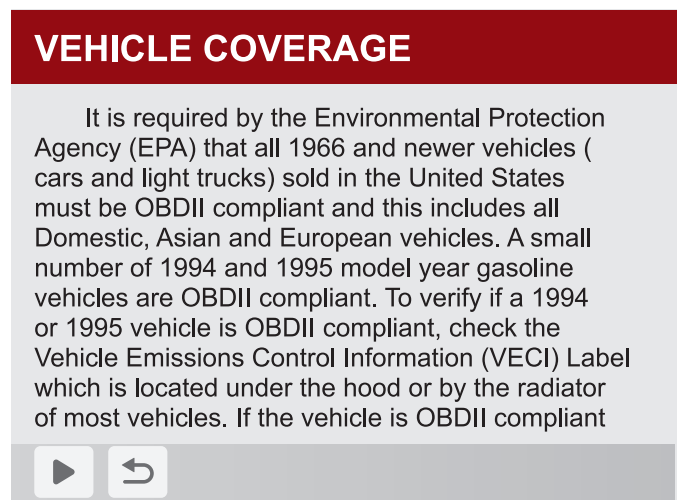 VEHICLE COVERAGE
It is required by the Environmental Protection
Agency (EPA) that all 1966 and newer vehicles (
cars and light trucks) sold in the United States
must be OBDII compliant and this includes all
Domestic, Asian and European vehicles. A small
number of 1994 and 1995 model year gasoline
vehicles are OBDII compliant. To verify if a 1994
or 1995 vehicle is OBDII compliant, check the
Vehicle Emissions Control Information (VECI) Label
which is located under the hood or by the radiator
of most vehicles. If the vehicle is OBDII compliant